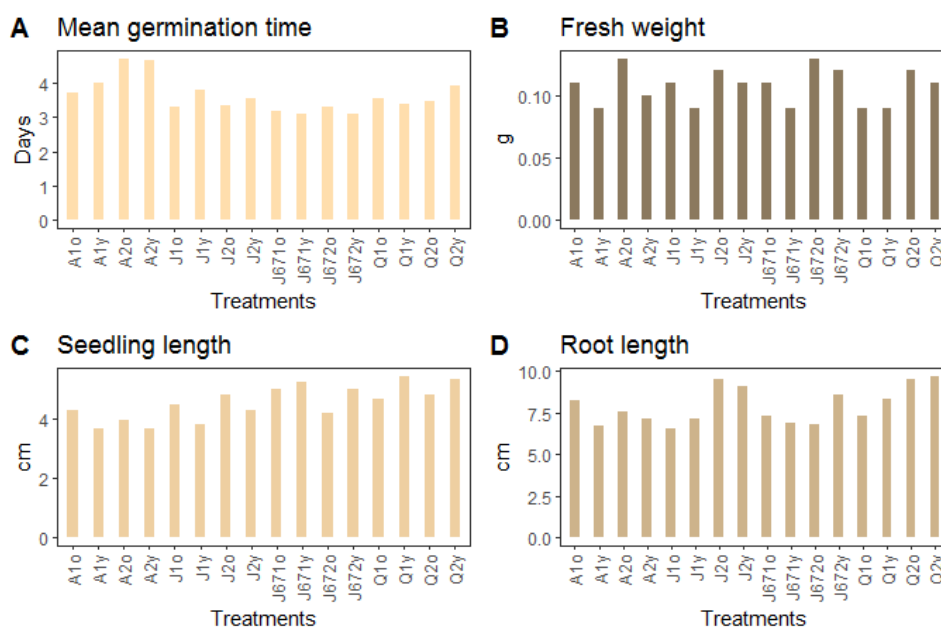 A Mean germination time
Days
4
3
2
1
0
A1o A1y A2o A2y J1o J1y J2o J2y J671o J671y J672o J672y Q1o Q1y Q2o Q2y
Treatments
B Fresh weight
g
0.10
0.05
0.00
A1o A1y A2o A2y J1o J1y J2o J2y J671o J671y J672o J672y Q1o Q1y Q2o Q2y
Treatments
C Seedling length
cm
4
2
0
A1o A1y A2o A2y J1o J1y J2o J2y J671o J671y J672o J672y Q1o Q1y Q2o Q2y
Treatments
D Root length
cm
10.0
7.5
5.0
2.5
0.0
A1o A1y A2o A2y J1o J1y J2o J2y J671o J671y J672o J672y Q1o Q1y Q2o Q2y
Treatments